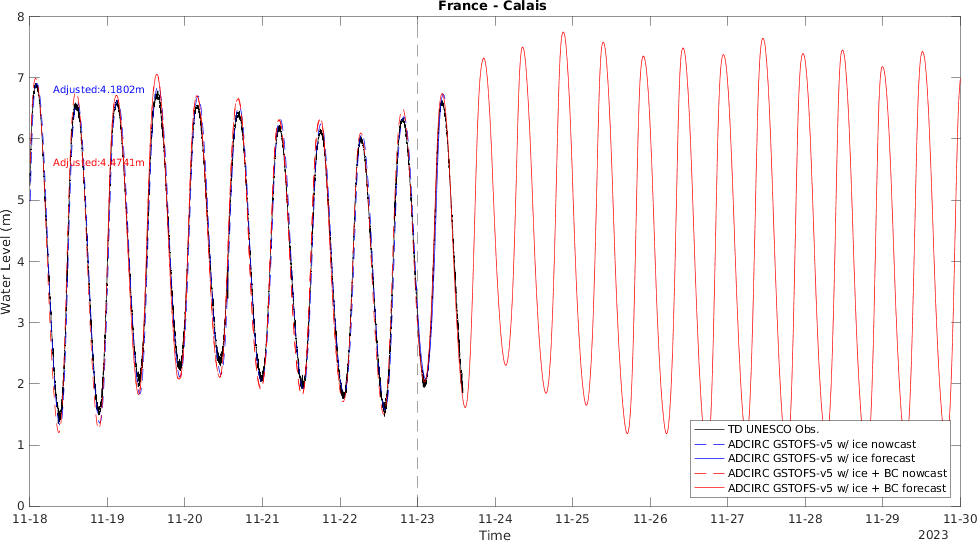 France - Calais
8
7
6
5
4
3
2
1
0
Water Level (m)
Adjusted:4.1802m
Adjusted:4.4741m
TD UNESCO Obs.
ADCIRC GSTOFS-v5 w/ ice nowcast
ADCIRC GSTOFS-v5 w/ ice forecast
ADCIRC GSTOFS-v5 w/ ice + BC nowcast
ADCIRC GSTOFS-v5 w/ ice + BC forecast
11-18 11-19 11-20 11-21 11-22 11-23 11-24 11-25 11-26 11-27 11-28 11-29 11-30
Time
2023